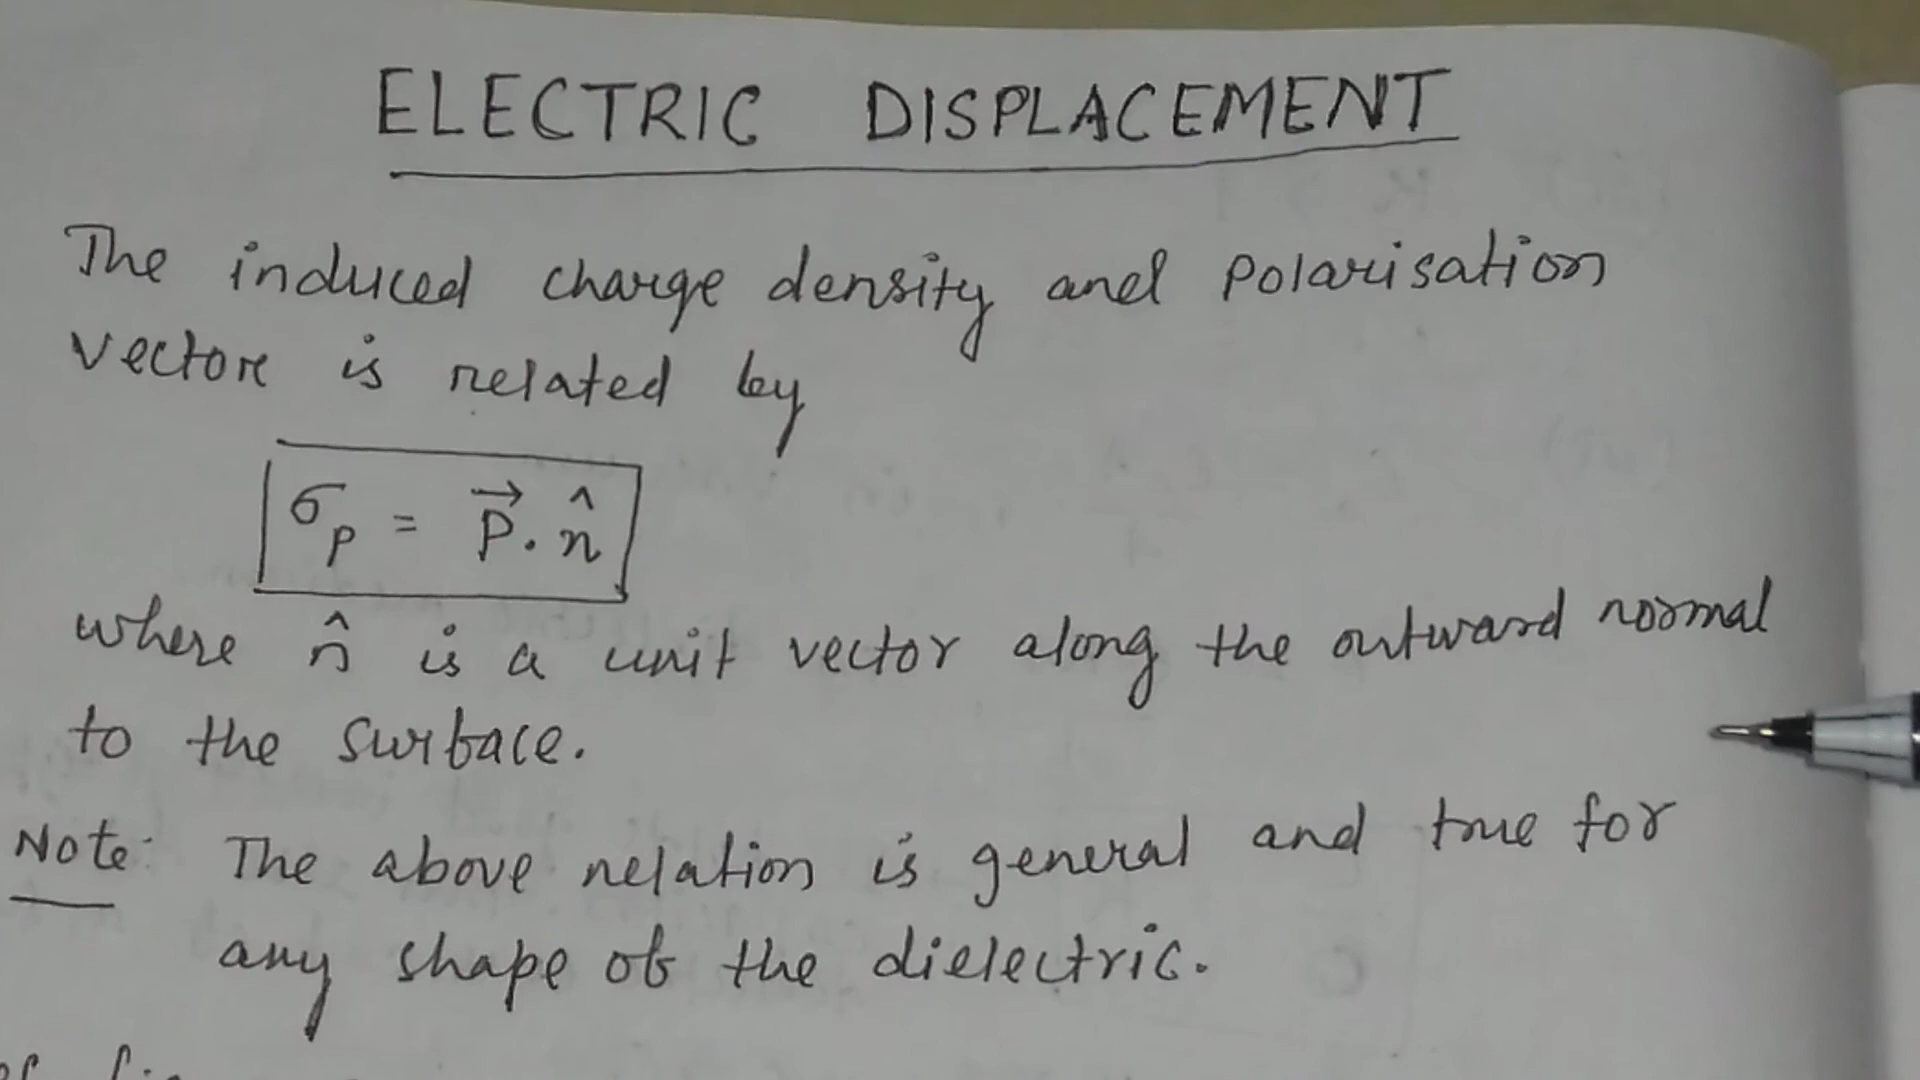 ELECTRIC DISPLACEMENT
The induced charge density and polarisation
vector is related by
σₚ = P⃗ . n̂
where n̂ is a unit vector along the outward normal
to the surface.
Note: The above relation is general and true for
any shape of the dielectric.